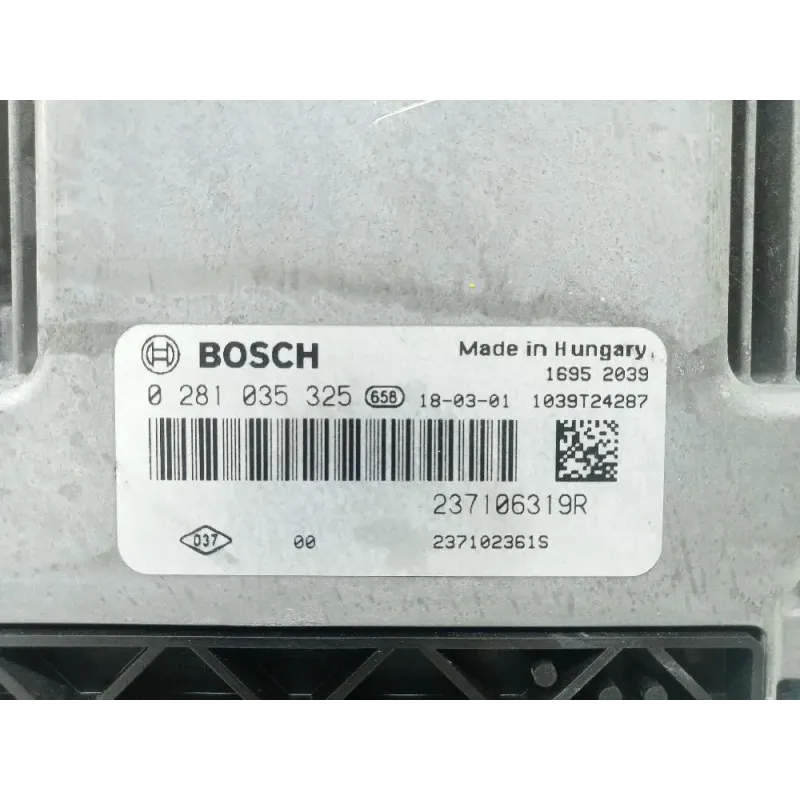 BOSCH Made in Hungary
1695 2039
0 281 035 325 658 18-03-01 1039T24287
237106319R
037 00 237102361S